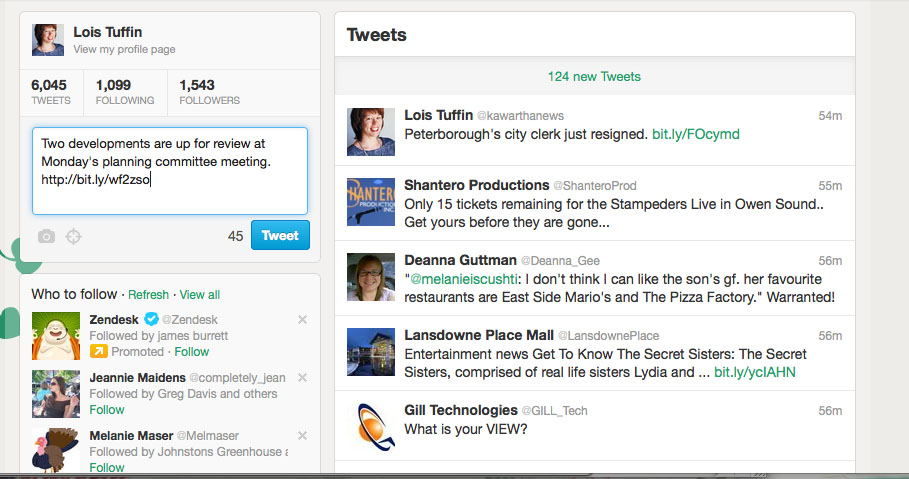 Lois Tuffin
View my profile page
6,045
TWEETS
1,099
FOLLOWING
1,543
FOLLOWERS
Two developments are up for review at
Monday's planning committee meeting.
http://bit.ly/wf2zso
45
Tweet
Who to follow · Refresh · View all
Zendesk @Zendesk
Followed by james burrett
Promoted · Follow
Jeannie Maidens @completely_jean
Followed by Greg Davis and others
Follow
Melanie Maser @Melmaser
Followed by Johnstons Greenhouse a
Follow
Tweets
124 new Tweets
Lois Tuffin @kawarthanews 54m
Peterborough's city clerk just resigned. bit.ly/FOcymd
Shantero Productions @ShanteroProd 55m
SHANTERO
PRODUCTIONS
INC.
Only 15 tickets remaining for the Stampeders Live in Owen Sound..
Get yours before they are gone...
Deanna Guttman @Deanna_Gee 56m
"@melanieiscushti: I don't think I can like the son's gf. her favourite
restaurants are East Side Mario's and The Pizza Factory." Warranted!
Lansdowne Place Mall @LansdownePlace 56m
Entertainment news Get To Know The Secret Sisters: The Secret
Sisters, comprised of real life sisters Lydia and ... bit.ly/ycIAHN
Gill Technologies @GILL_Tech 56m
What is your VIEW?